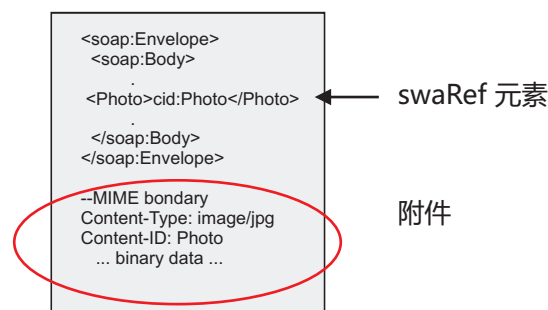 <soap:Envelope>
<soap:Body>
.
<Photo>cid:Photo</Photo>
.
</soap:Body>
</soap:Envelope>
--MIME bondary
Content-Type: image/jpg
Content-ID: Photo
... binary data ...
swaRef 元素
附件